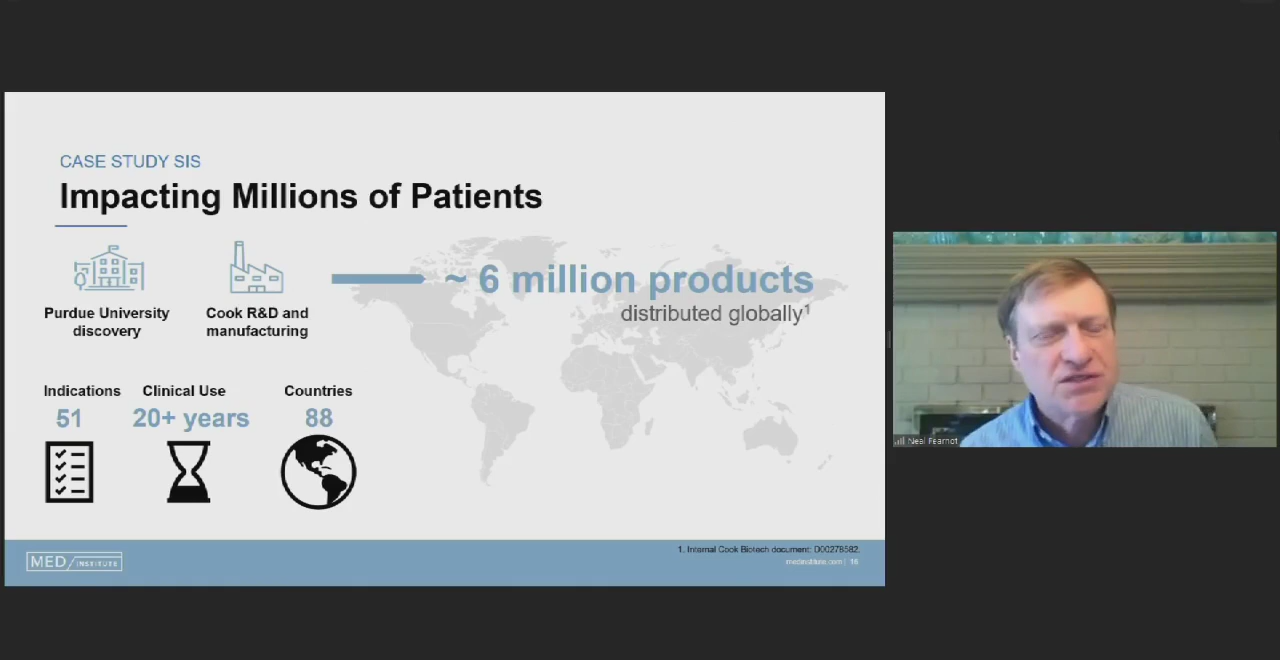 CASE STUDY SIS
Impacting Millions of Patients
~ 6 million products
distributed globally¹
Purdue University
discovery
Cook R&D and
manufacturing
Indications
51
Clinical Use
20+ years
Countries
88
MED/INSTITUTE
1. Internal Cook Biotech document: D00278582.
medinstitute.com | 16
Neal Fearnot